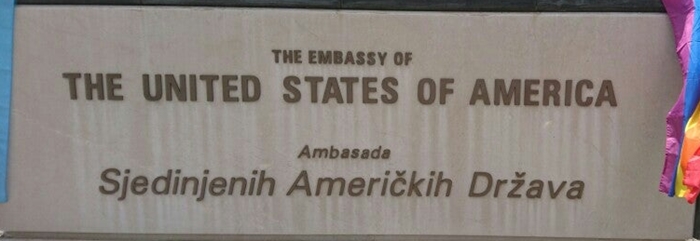 THE EMBASSY OF
THE UNITED STATES OF AMERICA
Ambasada
Sjedinjenih Američkih Država